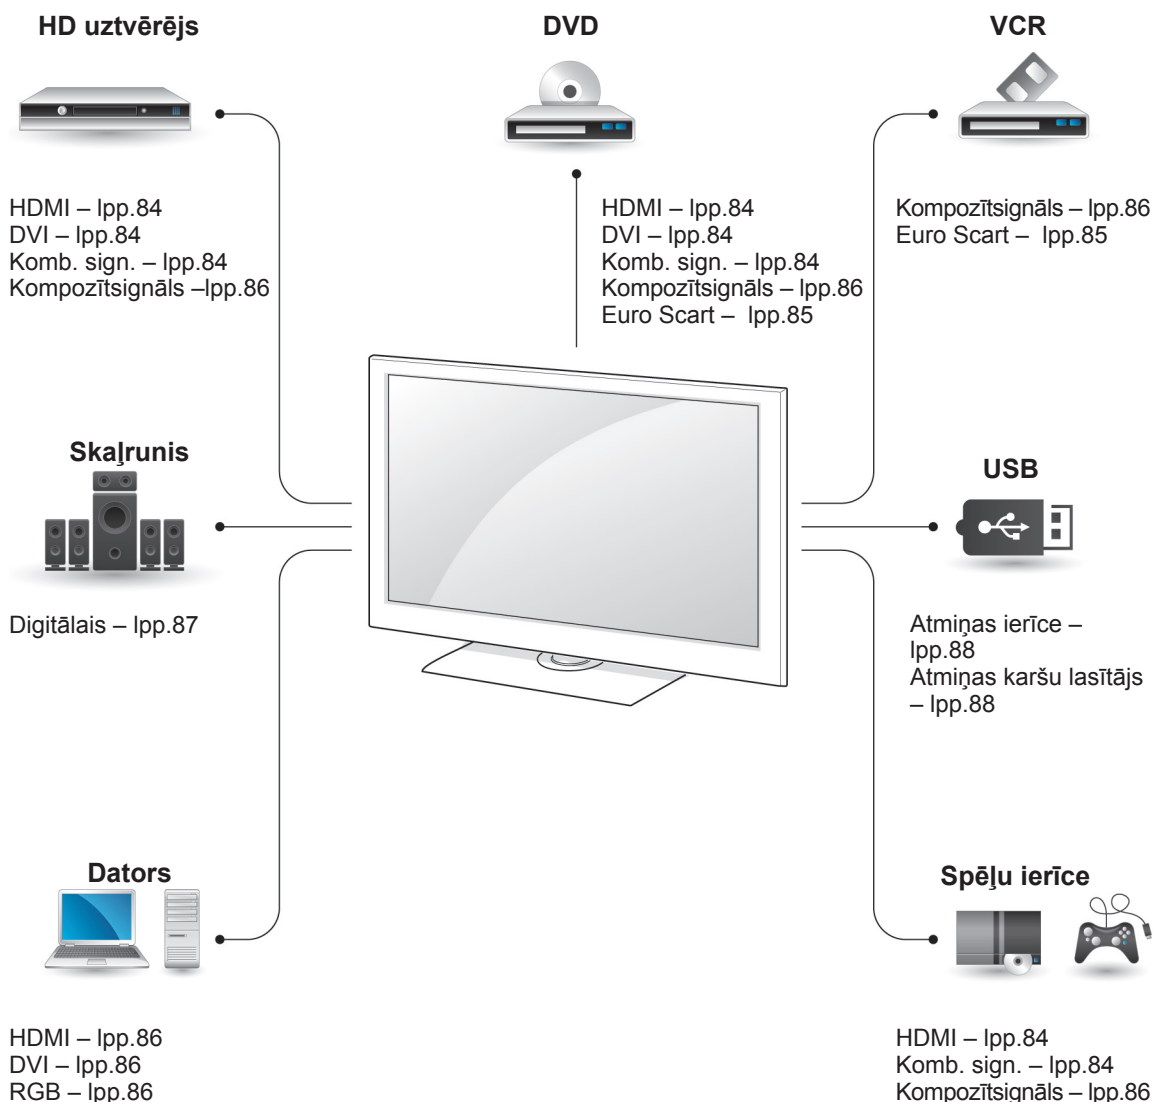 HD uztvērējs
HDMI – lpp.84
DVI – lpp.84
Komb. sign. – lpp.84
Kompozītsignāls –lpp.86
DVD
HDMI – lpp.84
DVI – lpp.84
Komb. sign. – lpp.84
Kompozītsignāls – lpp.86
Euro Scart –  lpp.85
VCR
Kompozītsignāls – lpp.86
Euro Scart –  lpp.85
Skaļrunis
Digitālais – lpp.87
USB
Atmiņas ierīce –
lpp.88
Atmiņas karšu lasītājs
– lpp.88
Dators
HDMI – lpp.86
DVI – lpp.86
RGB – lpp.86
Spēļu ierīce
HDMI – lpp.84
Komb. sign. – lpp.84
Kompozītsignāls – lpp.86